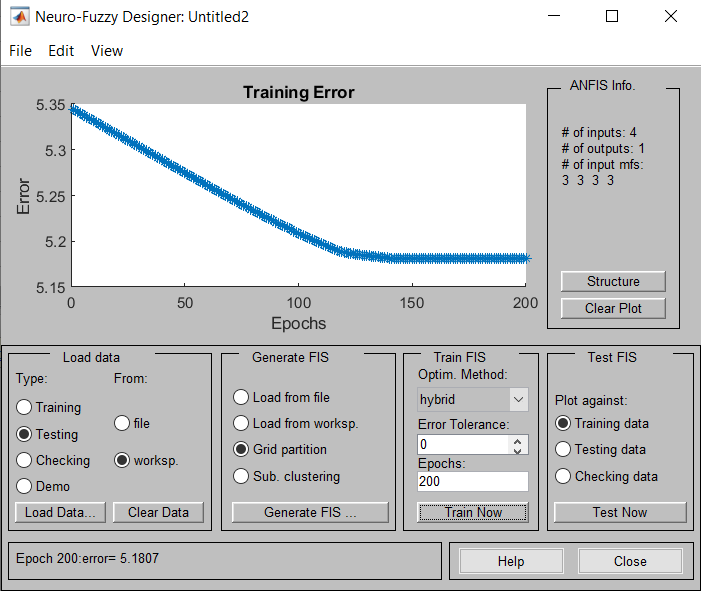 Neuro-Fuzzy Designer: Untitled2
File Edit View
Training Error
5.35
5.3
5.25
5.2
5.15
Error
0 50 100 150 200
Epochs
ANFIS Info.
# of inputs: 4
# of outputs: 1
# of input mfs:
3 3 3 3
Structure
Clear Plot
Load data
Type: From:
Training
Testing
Checking
Demo
file
worksp.
Load Data... Clear Data
Generate FIS
Load from file
Load from worksp.
Grid partition
Sub. clustering
Generate FIS ...
Train FIS
Optim. Method:
hybrid
Error Tolerance:
0
Epochs:
200
Train Now
Test FIS
Plot against:
Training data
Testing data
Checking data
Test Now
Epoch 200:error= 5.1807
Help Close